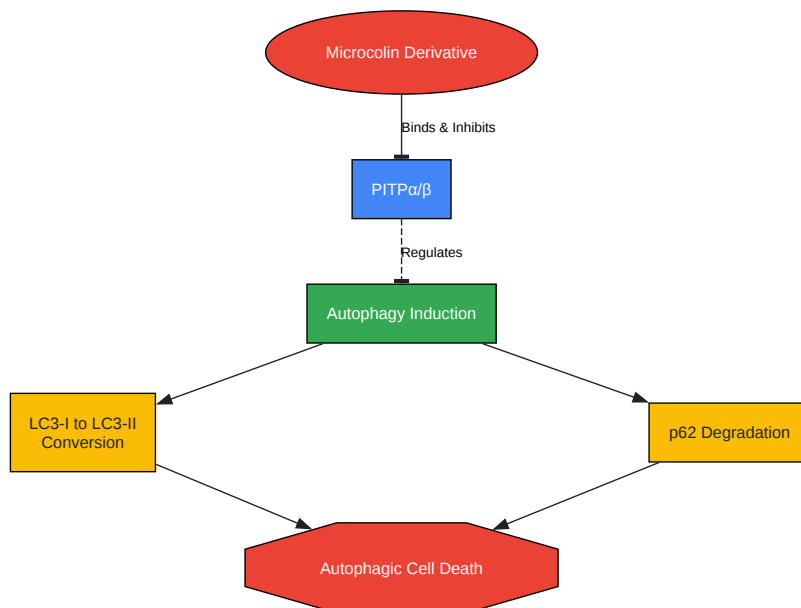 Microcolin Derivative
Binds & Inhibits
PITPα/β
Regulates
Autophagy Induction
LC3-I to LC3-II
Conversion
p62 Degradation
Autophagic Cell Death